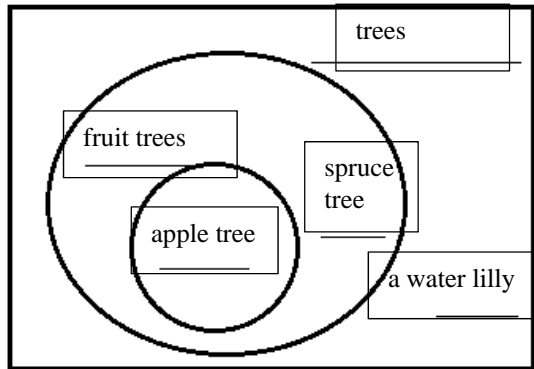 trees
fruit trees
spruce
tree
apple tree
a water lilly